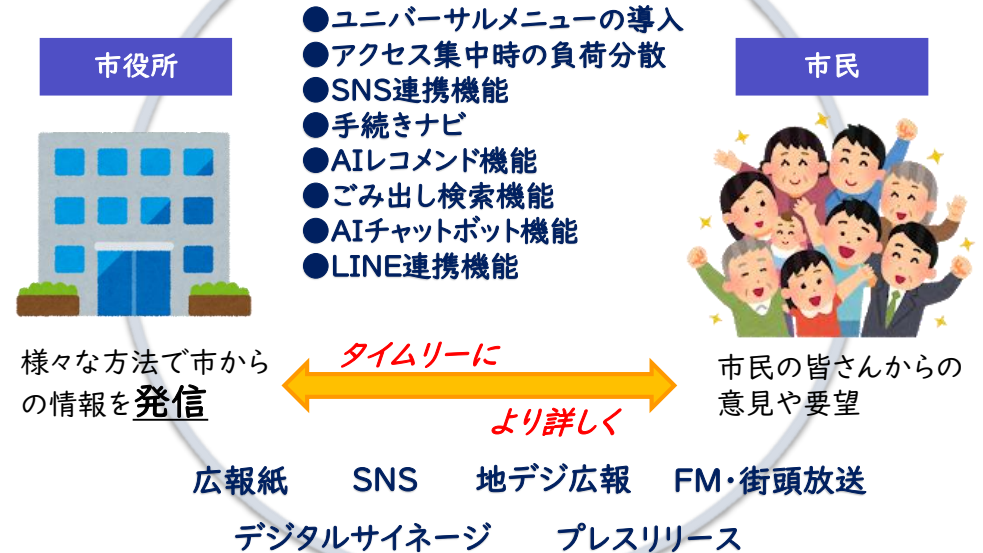 ●ユニバーサルメニューの導入
●アクセス集中時の負荷分散
●SNS連携機能
●手続きナビ
●AIレコメンド機能
●ごみ出し検索機能
●AIチャットボット機能
●LINE連携機能
市役所
市民
様々な方法で市から
の情報を発信
タイムリーに
より詳しく
市民の皆さんからの
意見や要望
広報紙 SNS 地デジ広報 FM・街頭放送
デジタルサイネージ プレスリリース